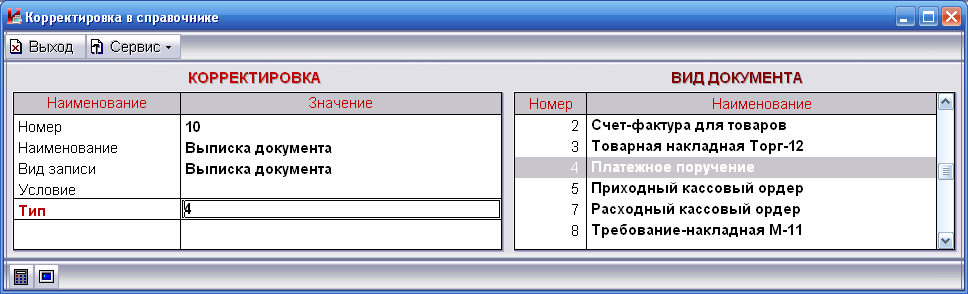 Корректировка в справочнике
Выход Сервис
КОРРЕКТИРОВКА
Наименование Значение
Номер 10
Наименование Выписка документа
Вид записи Выписка документа
Условие
Тип 4
ВИД ДОКУМЕНТА
Номер Наименование
2 Счет-фактура для товаров
3 Товарная накладная Торг-12
4 Платежное поручение
5 Приходный кассовый ордер
7 Расходный кассовый ордер
8 Требование-накладная М-11